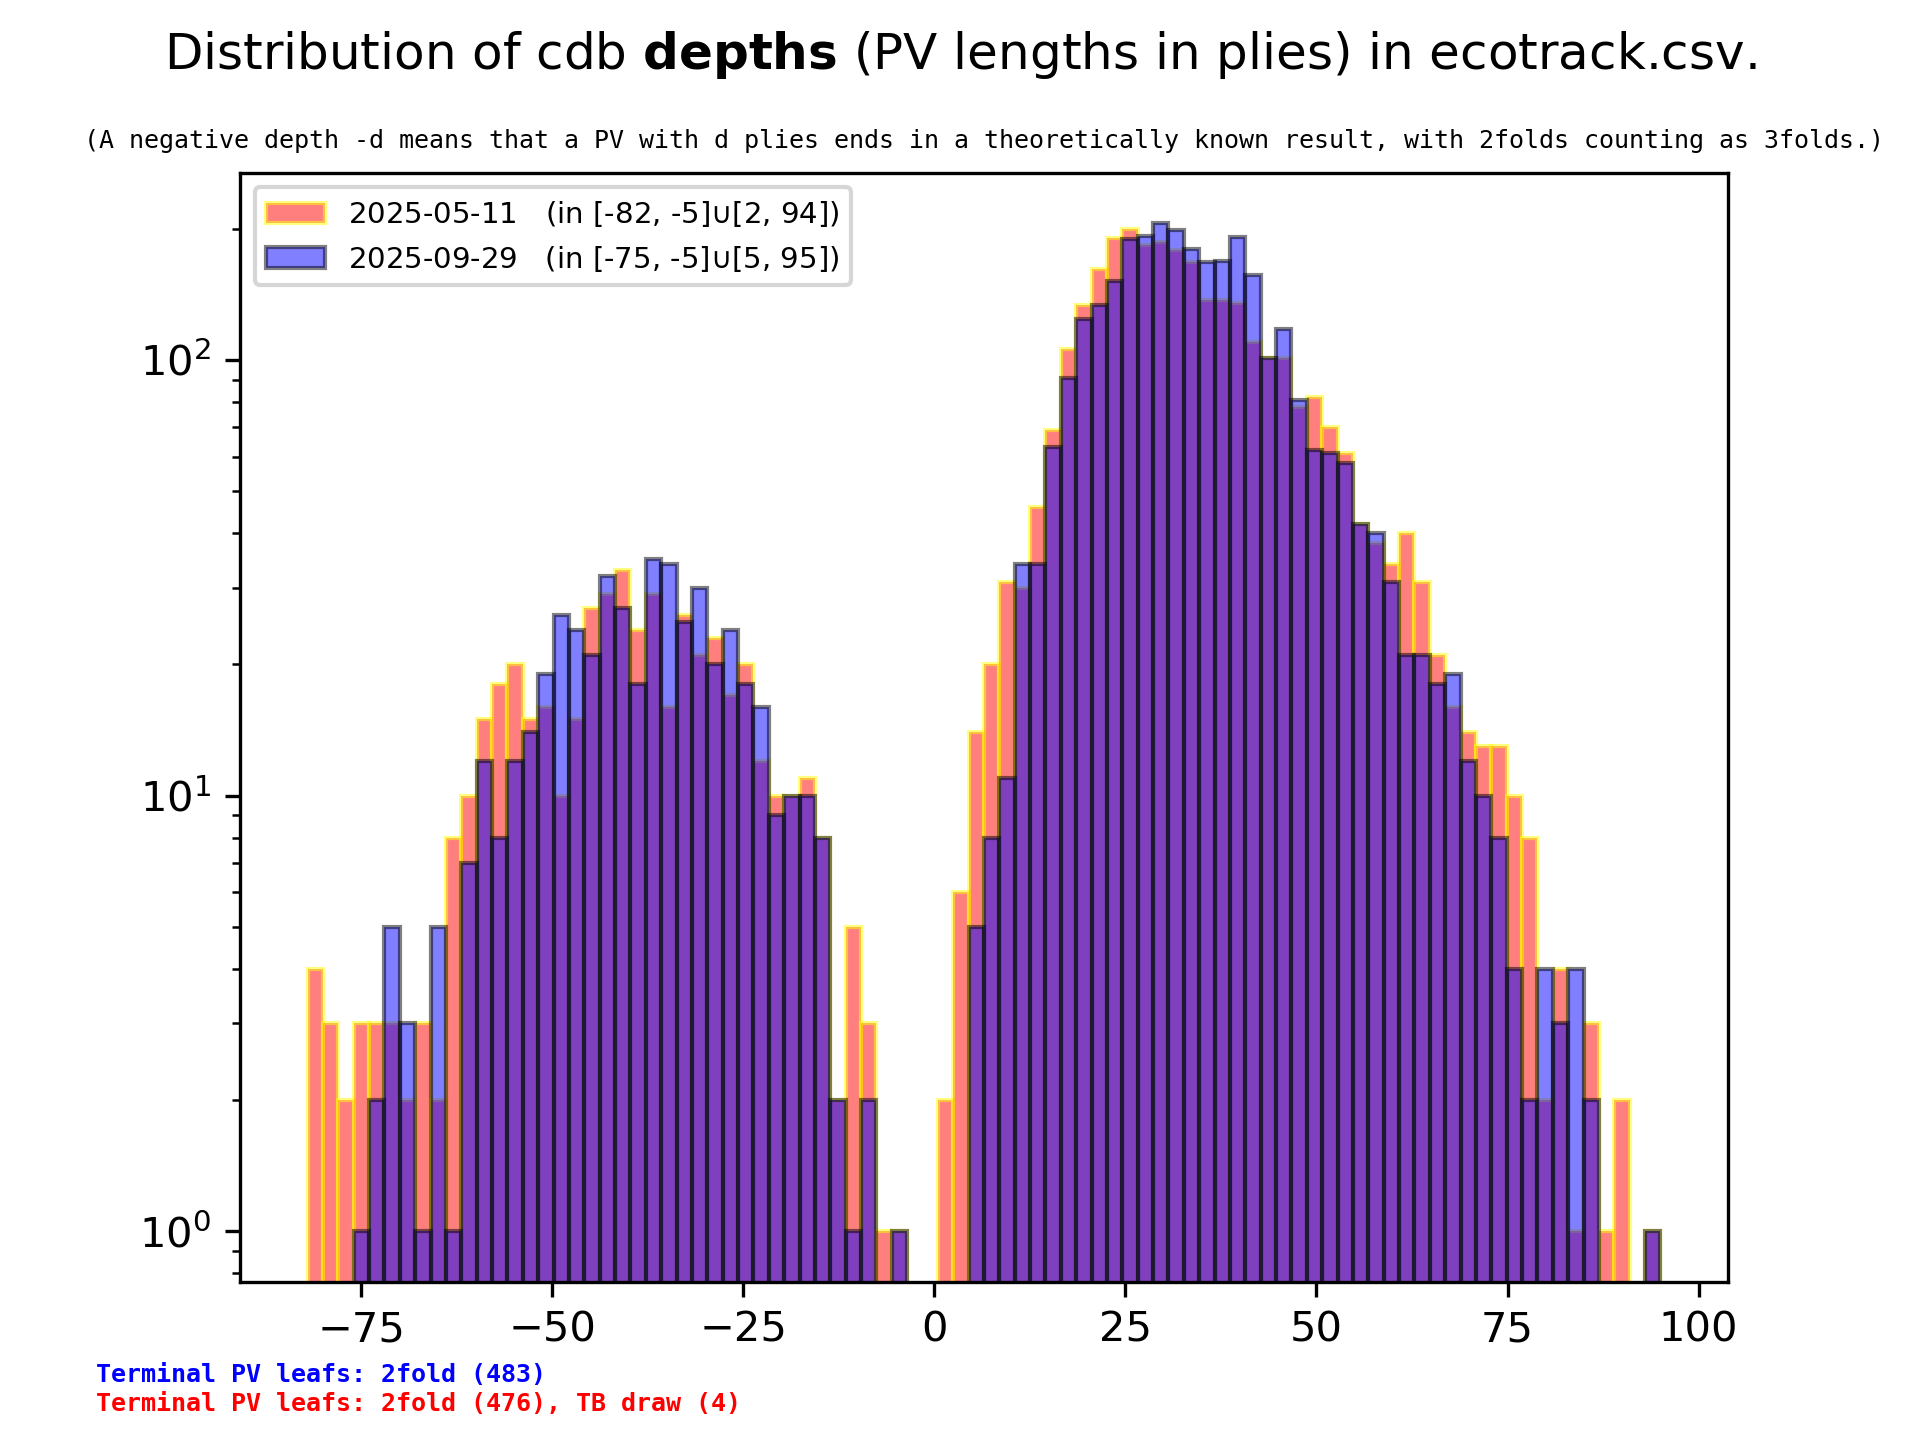 Distribution of cdb depths (PV lengths in plies) in ecotrack.csv.
(A negative depth -d means that a PV with d plies ends in a theoretically known result, with 2folds counting as 3folds.)
2025-05-11 (in [-82, -5]∪[2, 94])
2025-09-29 (in [-75, -5]∪[5, 95])
10²
10¹
10⁰
−75 −50 −25 0 25 50 75 100
Terminal PV leafs: 2fold (483)
Terminal PV leafs: 2fold (476), TB draw (4)